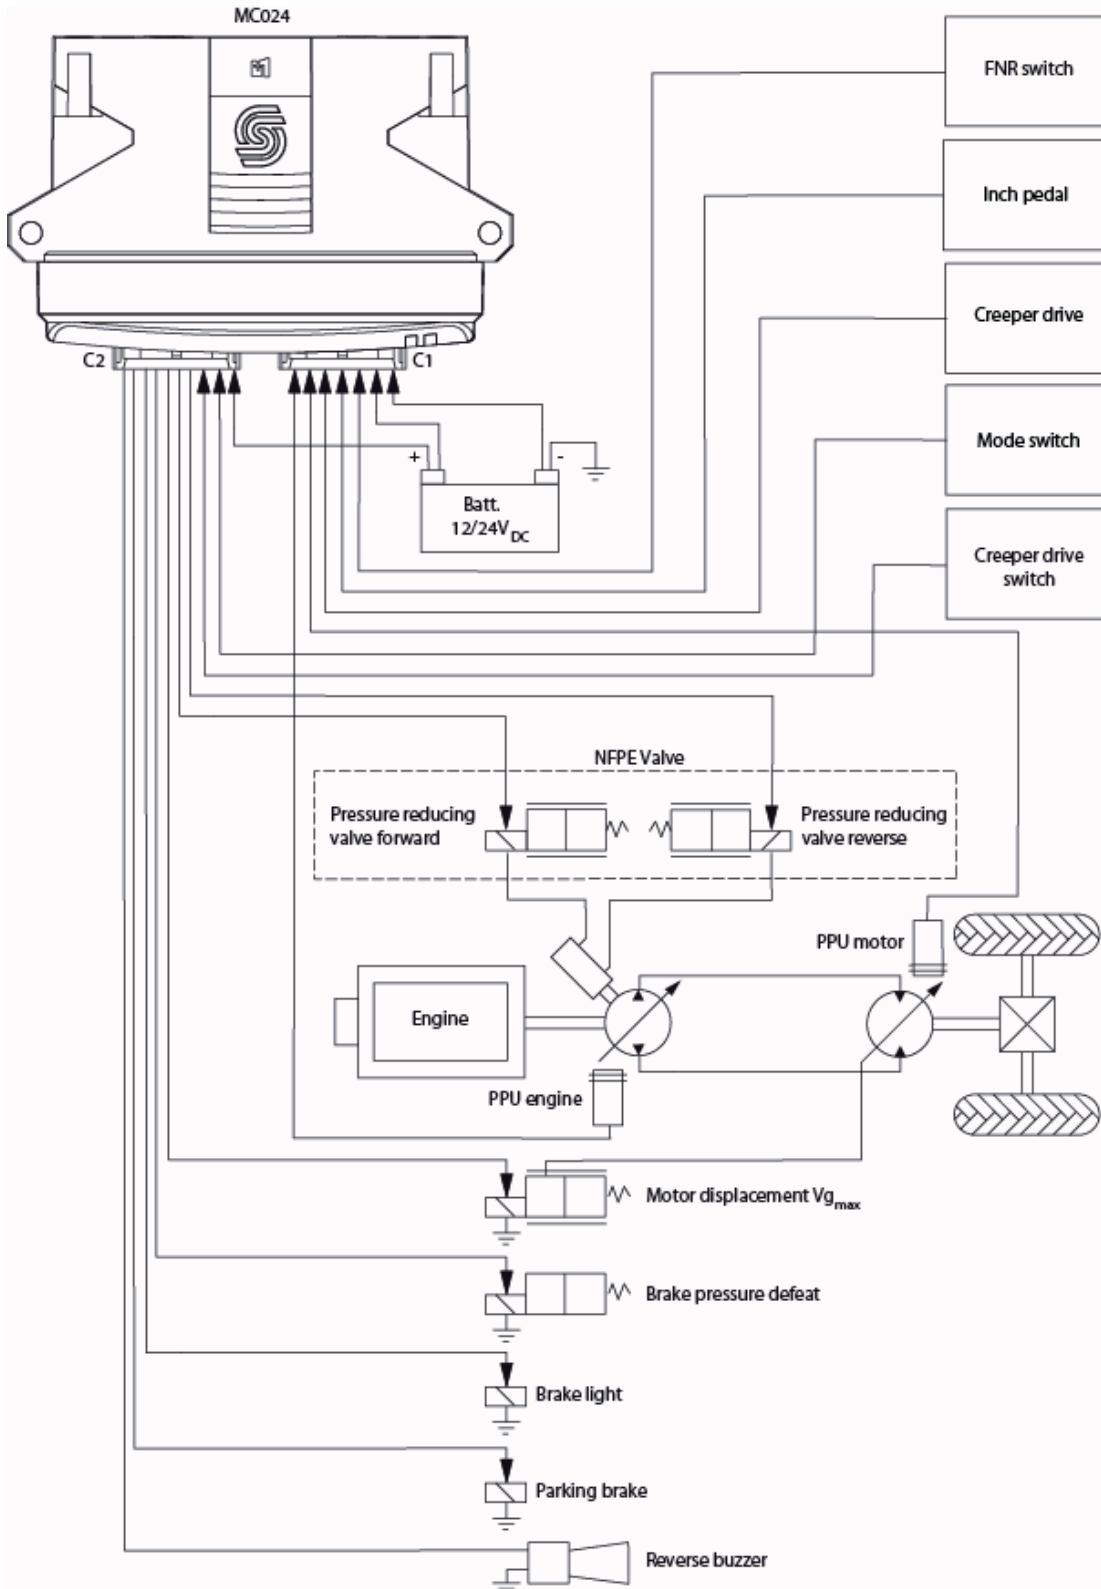 MC024
FNR switch
Inch pedal
Creeper drive
C2
C1
Mode switch
+
-
Batt.
12/24V DC
Creeper drive
switch
NFPE Valve
Pressure reducing
valve forward
Pressure reducing
valve reverse
PPU motor
Engine
PPU engine
Motor displacement Vgmax
Brake pressure defeat
Brake light
Parking brake
Reverse buzzer